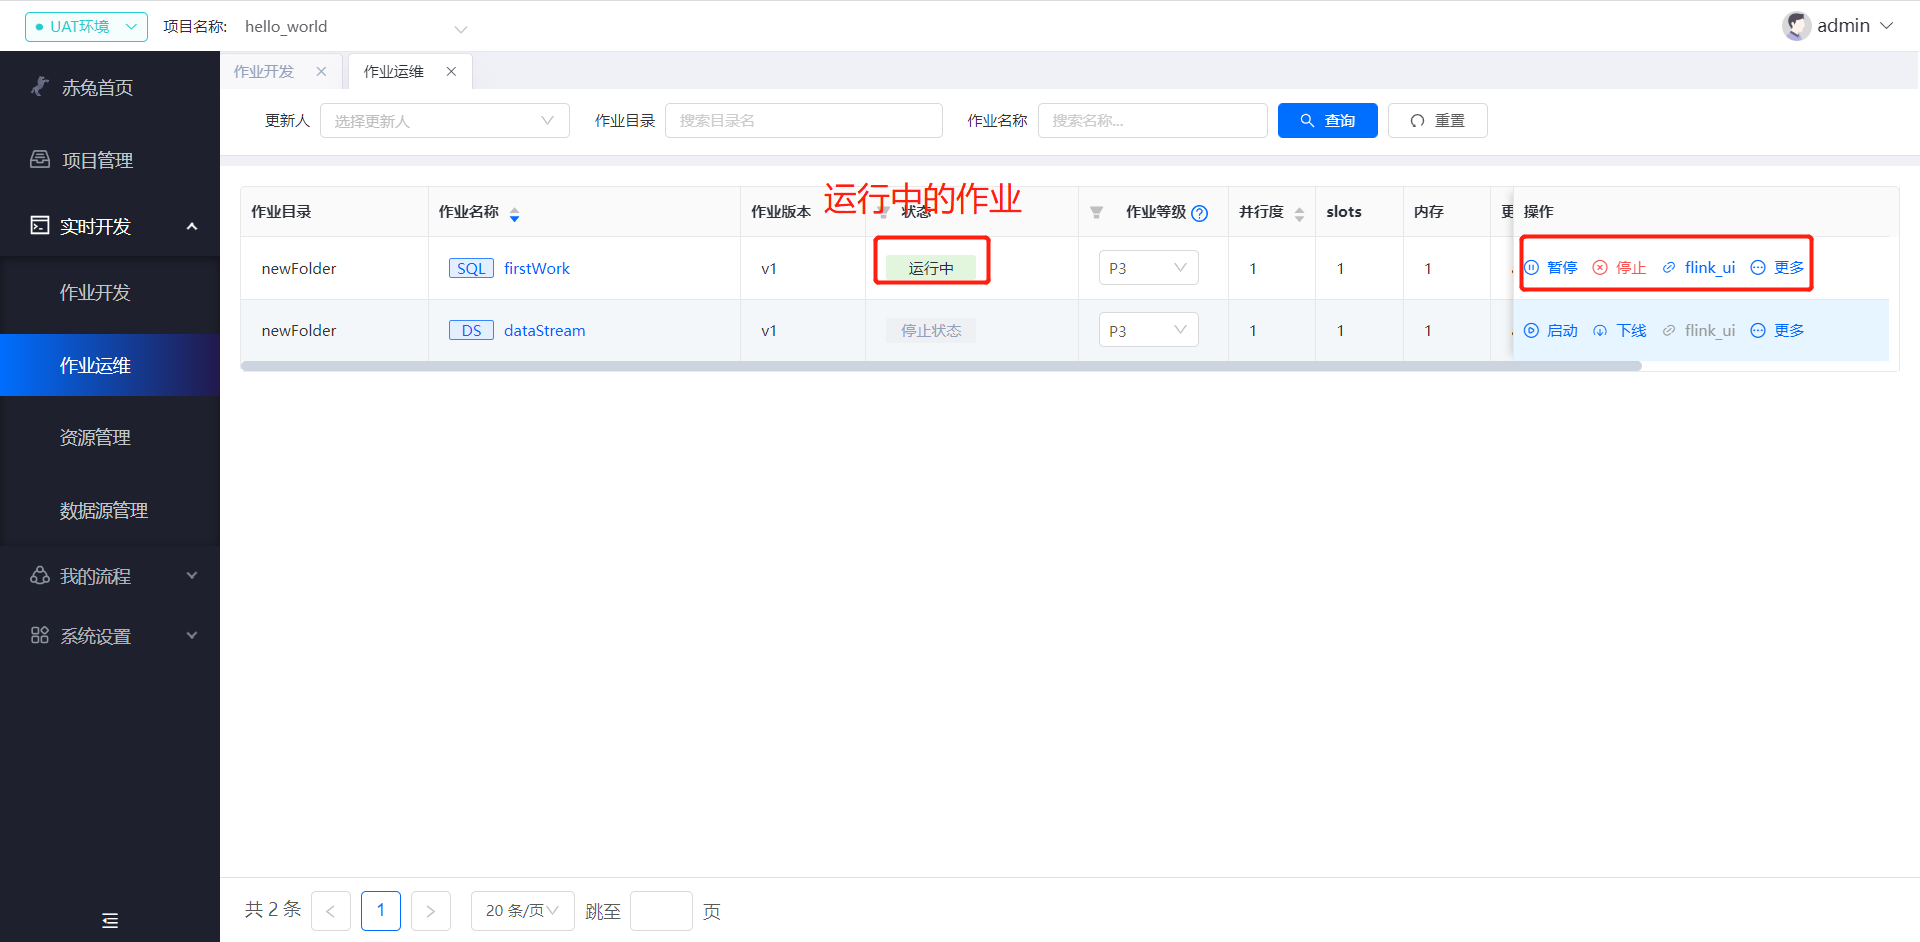 UAT环境 项目名称: hello_world admin
赤兔首页
项目管理
实时开发
作业开发
作业运维
资源管理
数据源管理
我的流程
系统设置
作业开发 作业运维
更新人 选择更新人 作业目录 搜索目录名 作业名称 搜索名称... 查询 重置
运行中的作业
作业目录 作业名称 作业版本 状态 作业等级 并行度 slots 内存 操作
newFolder SQL firstWork v1 运行中 P3 1 1 1 暂停 停止 flink_ui 更多
newFolder DS dataStream v1 停止状态 P3 1 1 1 启动 下线 flink_ui 更多
共 2 条 < 1 > 20 条/页 跳至 页